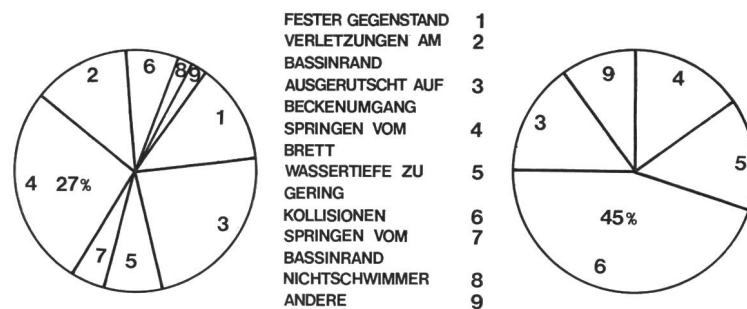 2
6
8
9
1
4
27%
3
7
5
FESTER GEGENSTAND 1
VERLETZUNGEN AM 2
BASSINRAND
AUSGERUTSCHT AUF 3
BECKENUMGANG
SPRINGEN VOM 4
BRETT
WASSERTIEFE ZU 5
GERING
KOLLISIONEN 6
SPRINGEN VOM 7
BASSINRAND
NICHTSCHWIMMER 8
ANDERE 9
9
4
3
5
45%
6